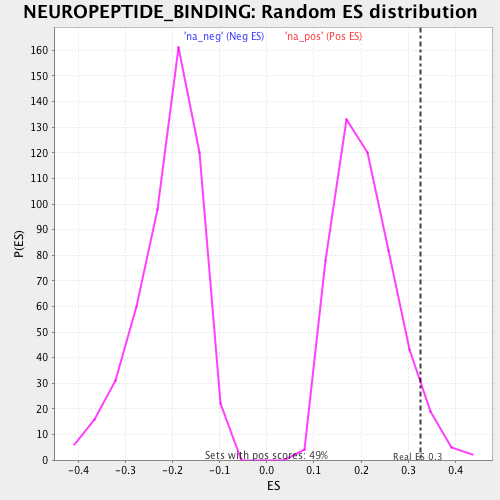 NEUROPEPTIDE_BINDING: Random ES distribution
'na_neg' (Neg ES) 'na_pos' (Pos ES)
160
150
140
130
120
110
100
90
80
70
60
50
40
30
20
10
0
P(ES)
Sets with pos scores: 49%
Real ES 0.3
-0.4 -0.3 -0.2 -0.1 0.0 0.1 0.2 0.3 0.4
ES